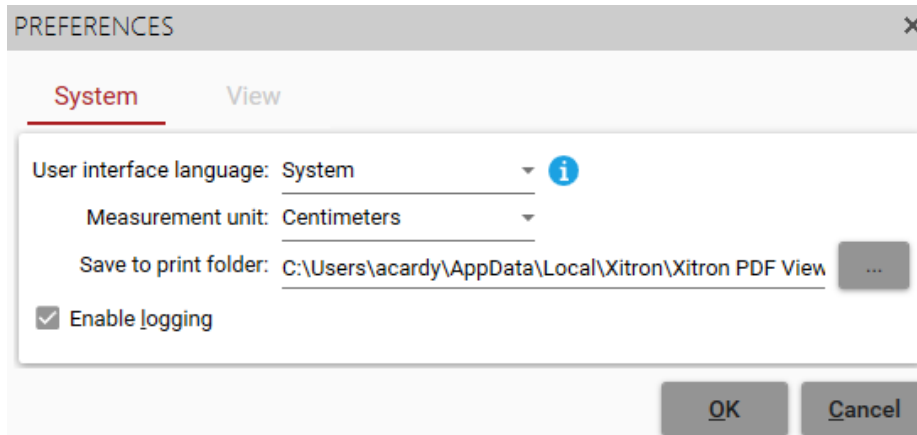 PREFERENCES
System View
User interface language: System
Measurement unit: Centimeters
Save to print folder: C:\Users\acardy\AppData\Local\Xitron\Xitron PDF View ...
Enable logging
OK Cancel